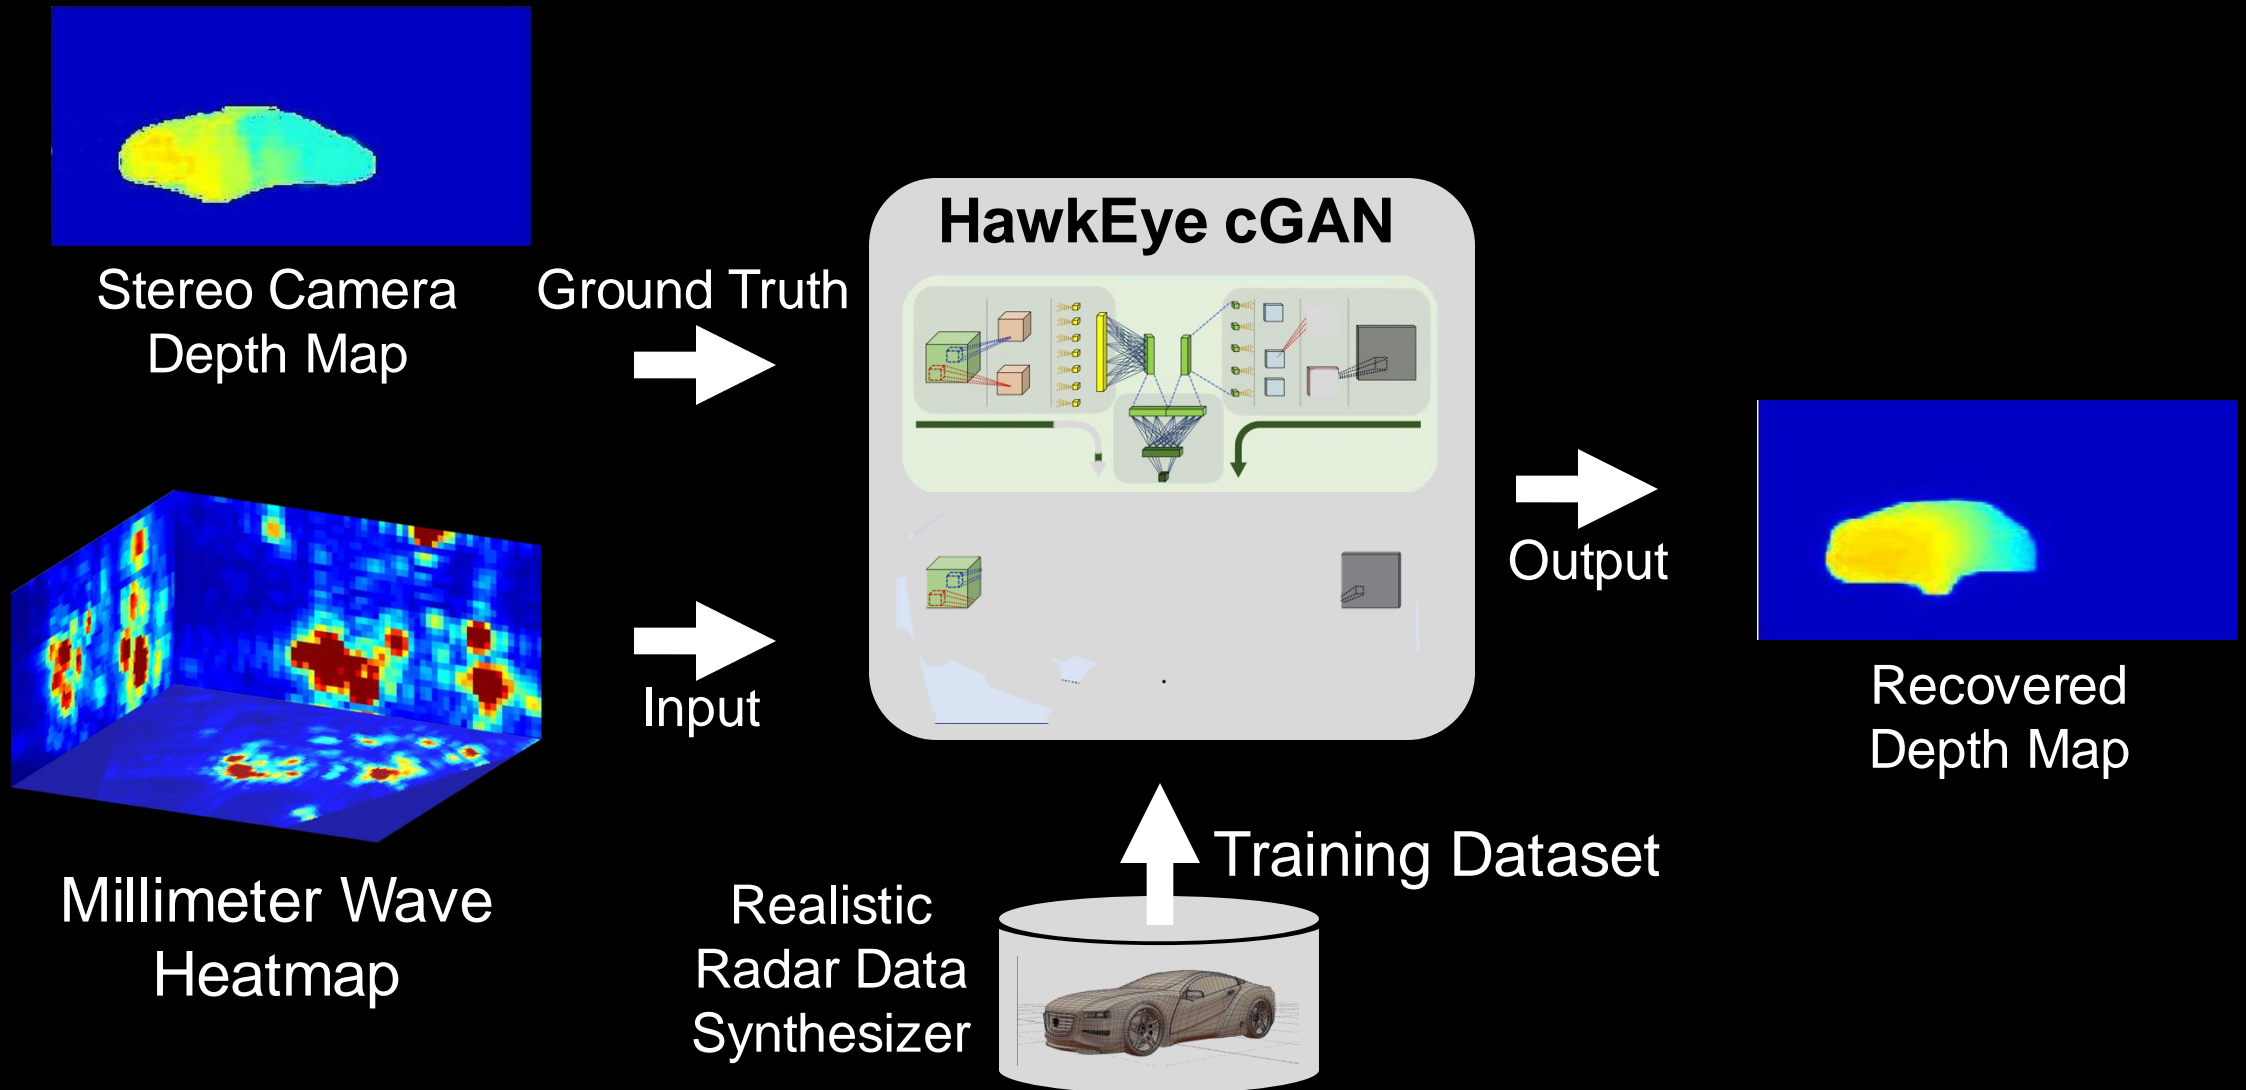 HawkEye cGAN
Stereo Camera
Depth Map
Ground Truth
Millimeter Wave
Heatmap
Input
Output
Recovered
Depth Map
Training Dataset
Realistic
Radar Data
Synthesizer